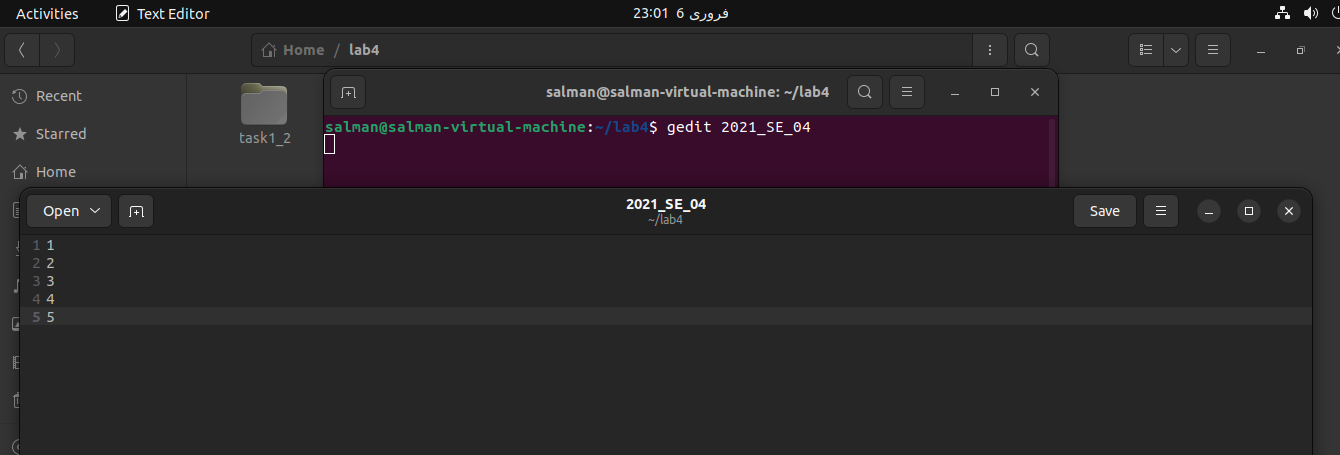 Activities Text Editor 23:01 6 فروری
Home / lab4
Recent
Starred
Home
task1_2
salman@salman-virtual-machine: ~/lab4
salman@salman-virtual-machine:~/lab4$ gedit 2021_SE_04
Open 2021_SE_04 Save
~/lab4
1 1
2 2
3 3
4 4
5 5